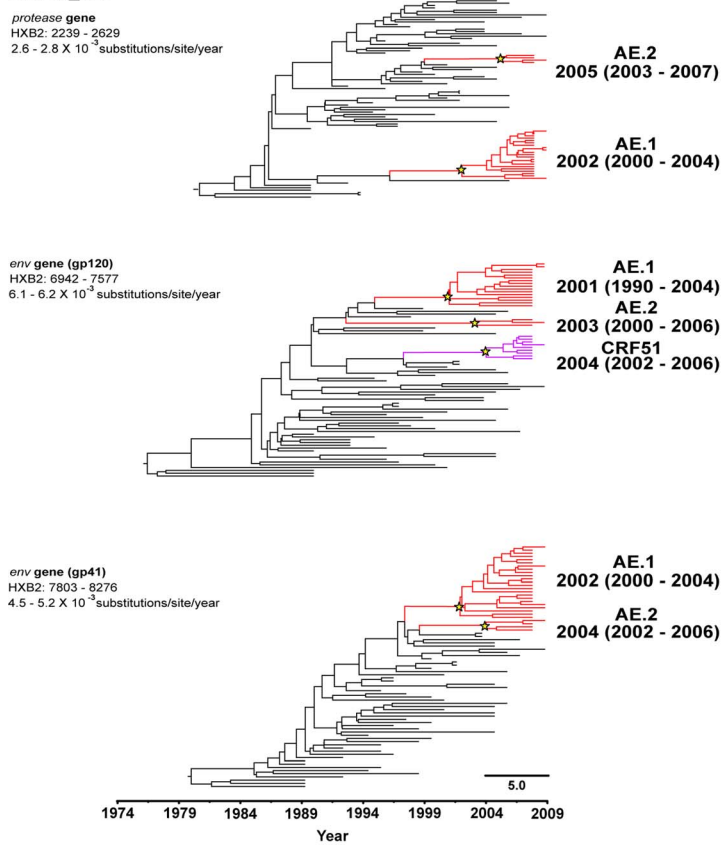 protease gene
HXB2: 2239 - 2629
2.6 - 2.8 X 10⁻³ substitutions/site/year
AE.2
2005 (2003 - 2007)
AE.1
2002 (2000 - 2004)
env gene (gp120)
HXB2: 6942 - 7577
6.1 - 6.2 X 10⁻³ substitutions/site/year
AE.1
2001 (1990 - 2004)
AE.2
2003 (2000 - 2006)
CRF51
2004 (2002 - 2006)
env gene (gp41)
HXB2: 7803 - 8276
4.5 - 5.2 X 10⁻³ substitutions/site/year
AE.1
2002 (2000 - 2004)
AE.2
2004 (2002 - 2006)
5.0
1974 1979 1984 1989 1994 1999 2004 2009
Year